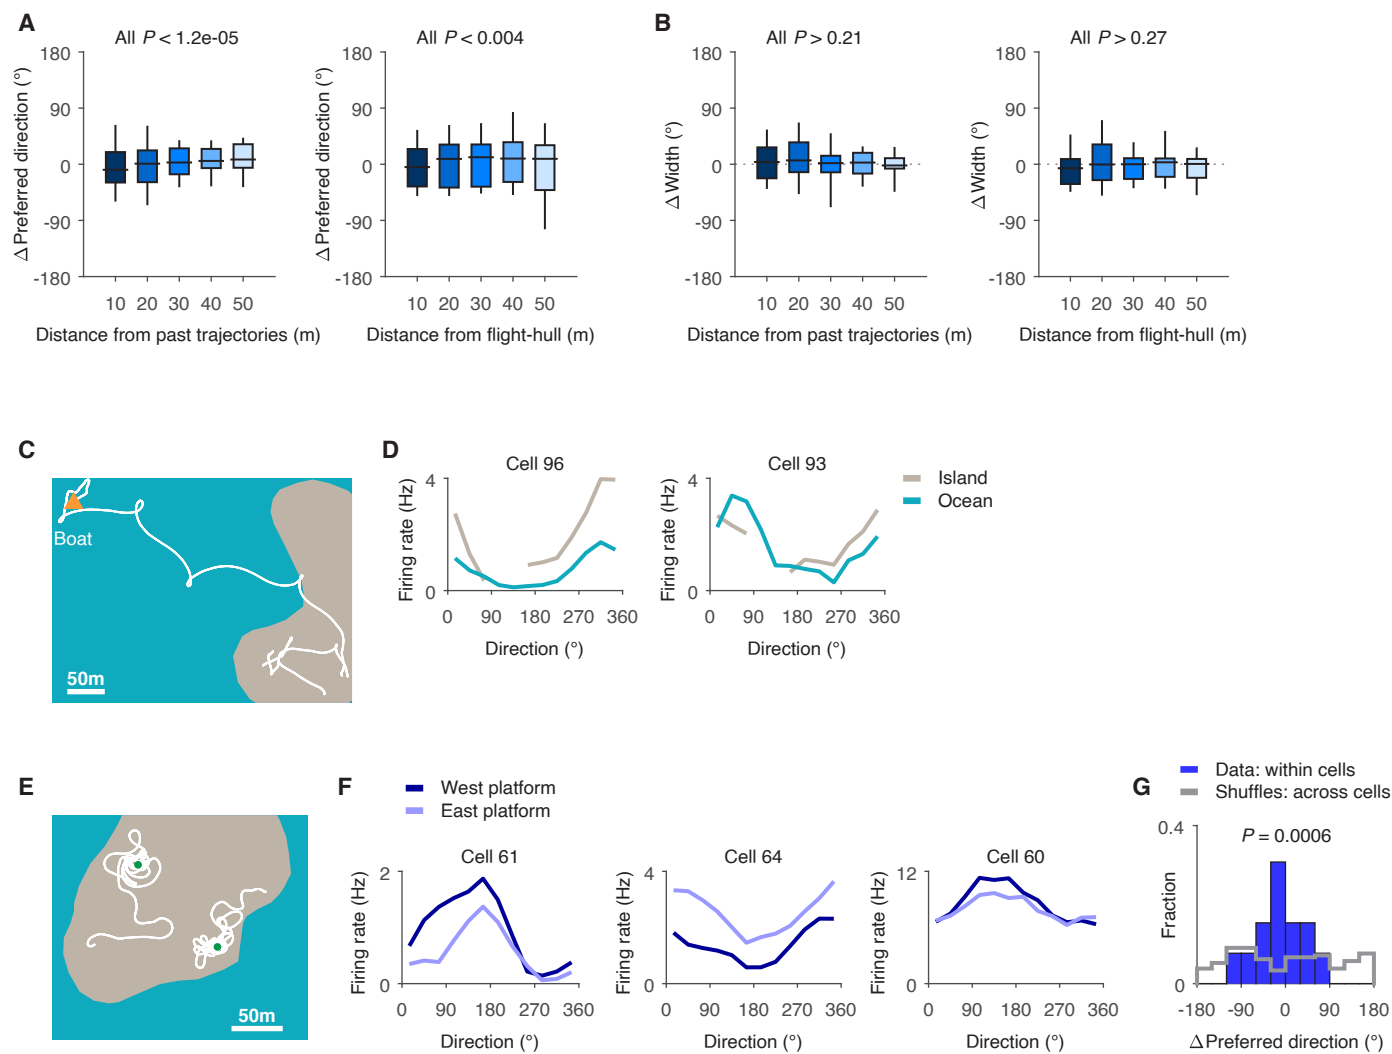 A
All P < 1.2e-05
All P < 0.004
180
90
0
-90
-180
Δ Preferred direction (°)
10 20 30 40 50
Distance from past trajectories (m)
180
90
0
-90
-180
Δ Preferred direction (°)
10 20 30 40 50
Distance from flight-hull (m)
B
All P > 0.21
All P > 0.27
180
90
0
-90
-180
Δ Width (°)
10 20 30 40 50
Distance from past trajectories (m)
180
90
0
-90
-180
Δ Width (°)
10 20 30 40 50
Distance from flight-hull (m)
C
Boat
50m
D
Cell 96
4
0
Firing rate (Hz)
0 90 180 270 360
Direction (°)
Cell 93
4
0
Firing rate (Hz)
0 90 180 270 360
Direction (°)
Island
Ocean
E
50m
F
West platform
East platform
Cell 61
2
0
Firing rate (Hz)
0 90 180 270 360
Direction (°)
Cell 64
4
0
Firing rate (Hz)
0 90 180 270 360
Direction (°)
Cell 60
12
0
Firing rate (Hz)
0 90 180 270 360
Direction (°)
G
Data: within cells
Shuffles: across cells
P = 0.0006
0.4
0
Fraction
-180 -90 0 90 180
Δ Preferred direction (°)